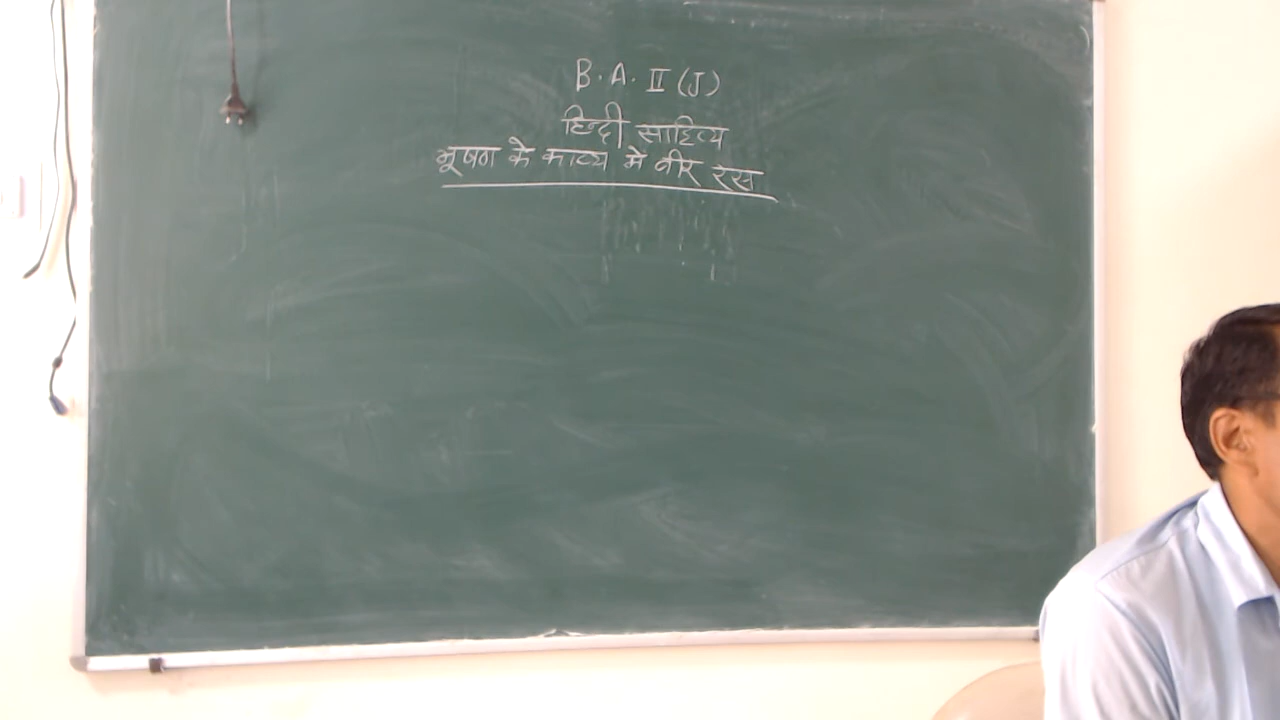 B. A. II (J)
हिन्दी साहित्य
भूषण के काव्य मे वीर रस